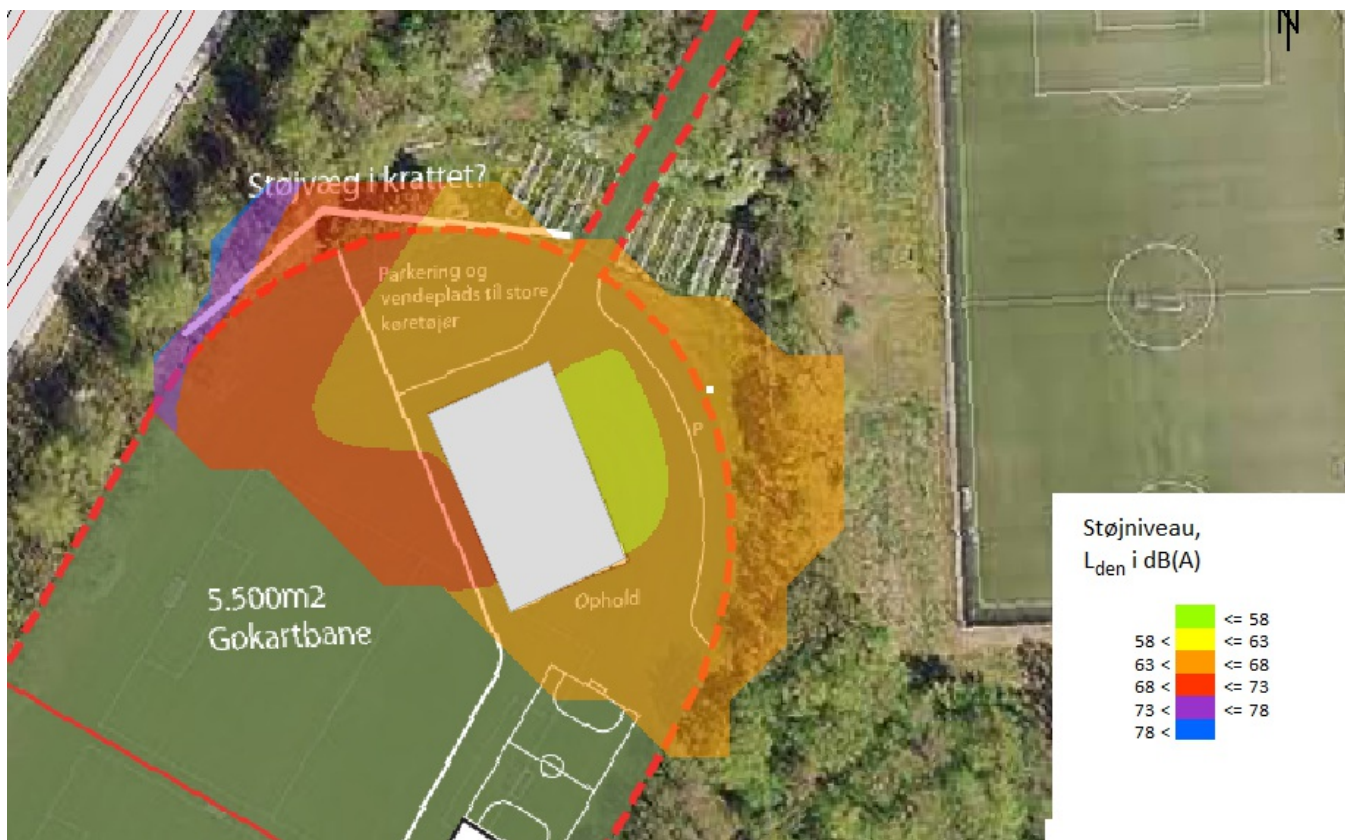 N
Støjvæg i krattet?
Parkering og
vendeplads til store
køretøjer
P
Ophold
5.500m2
Gokartbane
Støjniveau,
Lden i dB(A)
<= 58
58 < <= 63
63 < <= 68
68 < <= 73
73 < <= 78
78 <